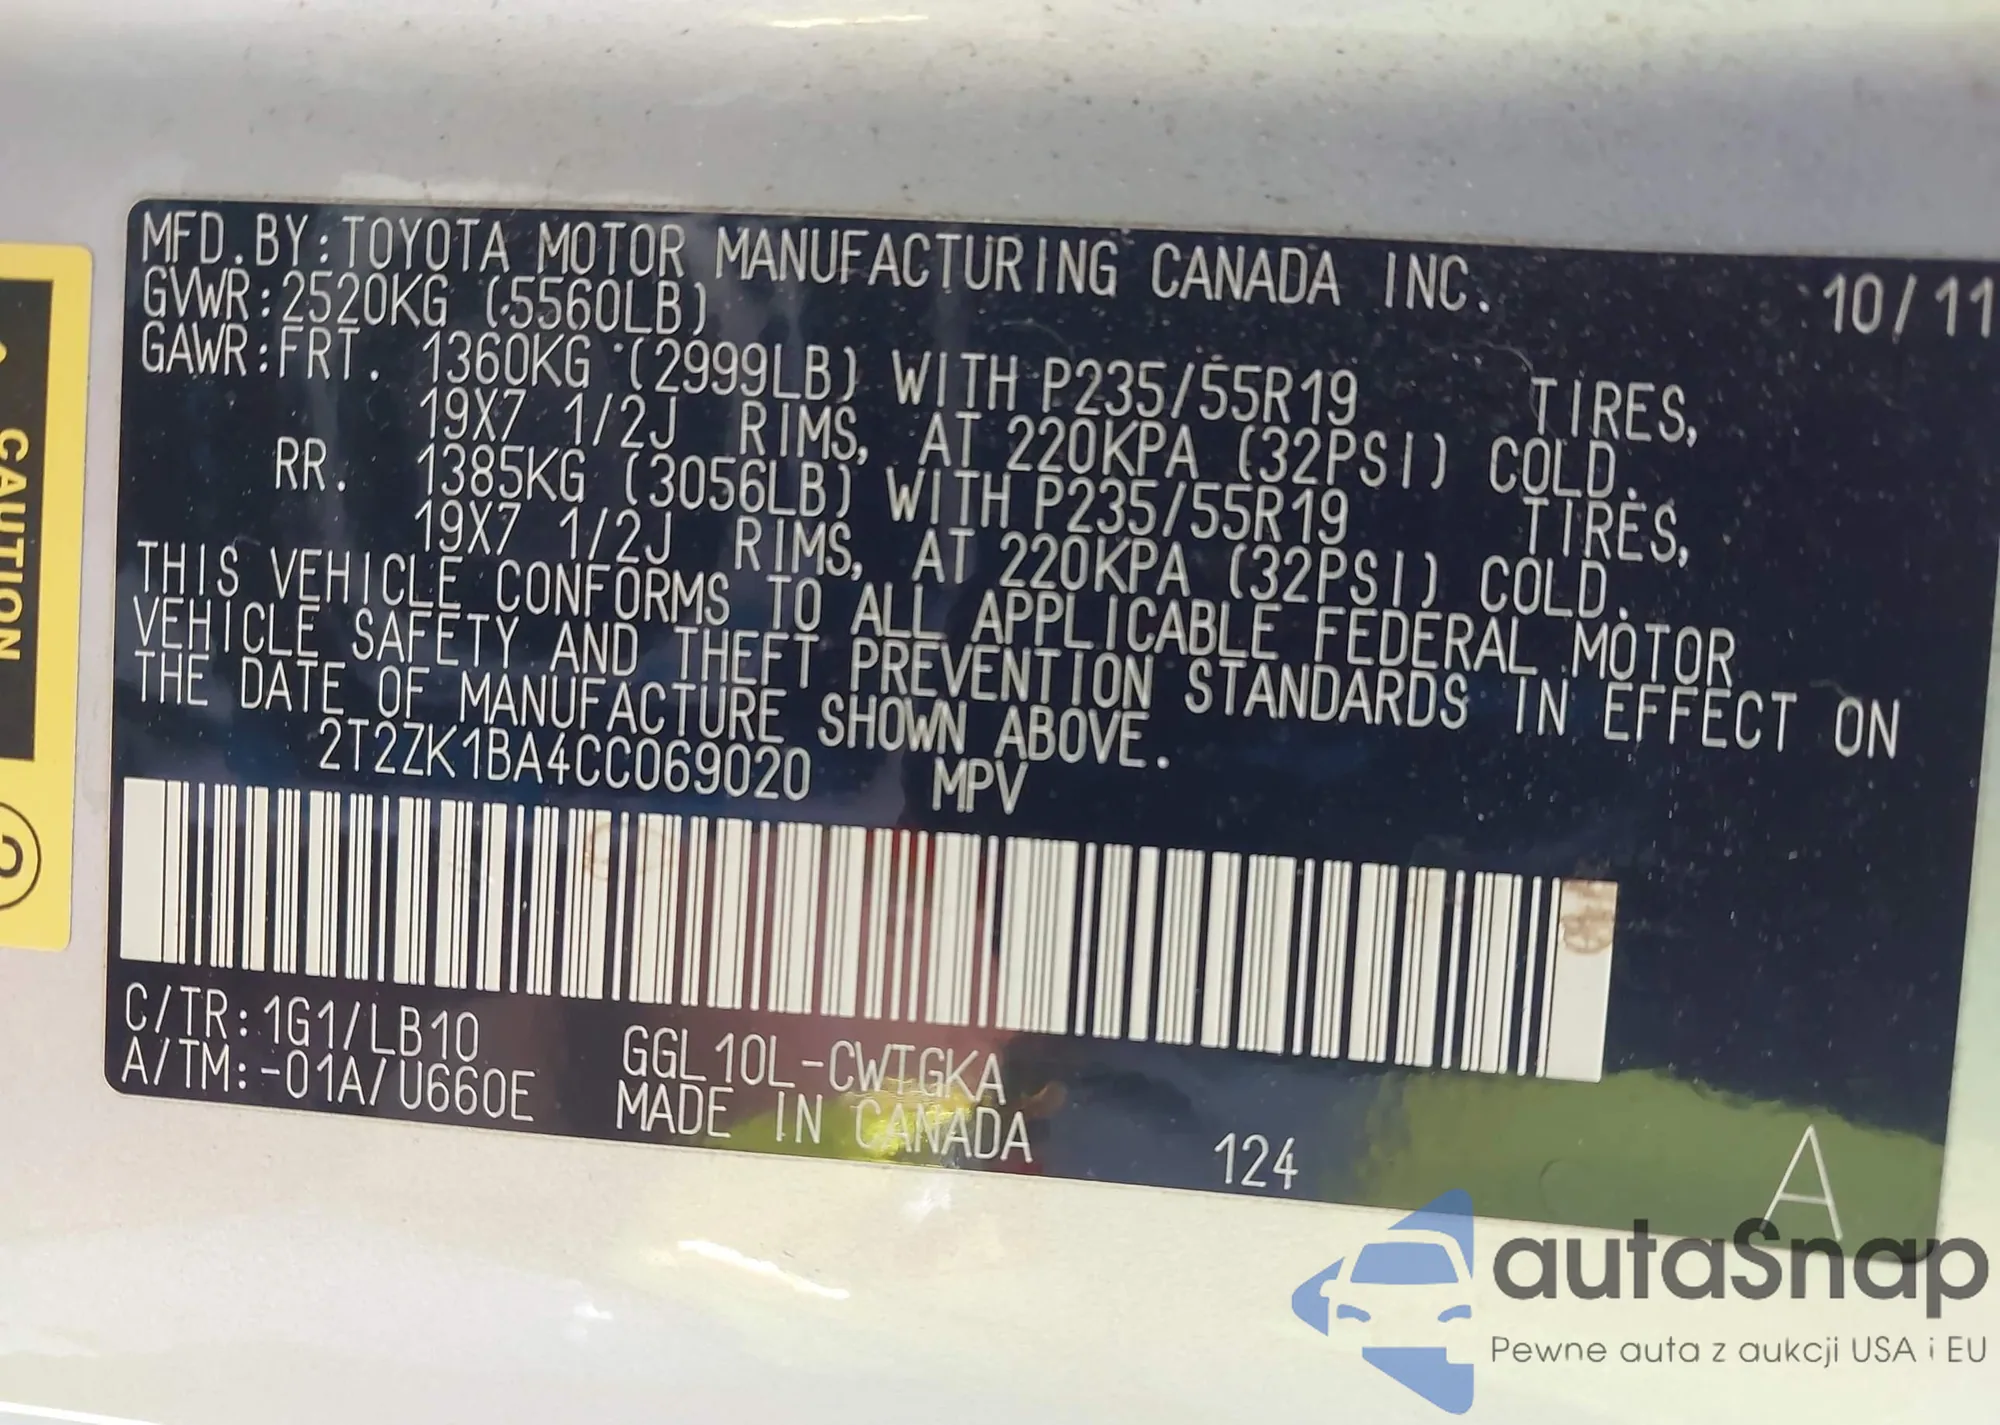 MFD.BY:TOYOTA MOTOR MANUFACTURING CANADA INC. 10/11
GVWR:2520KG (5560LB)
GAWR:FRT. 1360KG (2999LB) WITH P235/55R19 TIRES,
19X7 1/2J RIMS, AT 220KPA (32PSI) COLD.
RR. 1385KG (3056LB) WITH P235/55R19 TIRES,
19X7 1/2J RIMS, AT 220KPA (32PSI) COLD.
THIS VEHICLE CONFORMS TO ALL APPLICABLE FEDERAL MOTOR
VEHICLE SAFETY AND THEFT PREVENTION STANDARDS IN EFFECT ON
THE DATE OF MANUFACTURE SHOWN ABOVE.
2T2ZK1BA4CC069020 MPV
C/TR:1G1/LB10 GGL10L-CWTGKA
A/TM:-01A/U660E MADE IN CANADA 124 A
CAUTION
autaSnap
Pewne auta z aukcji USA i EU